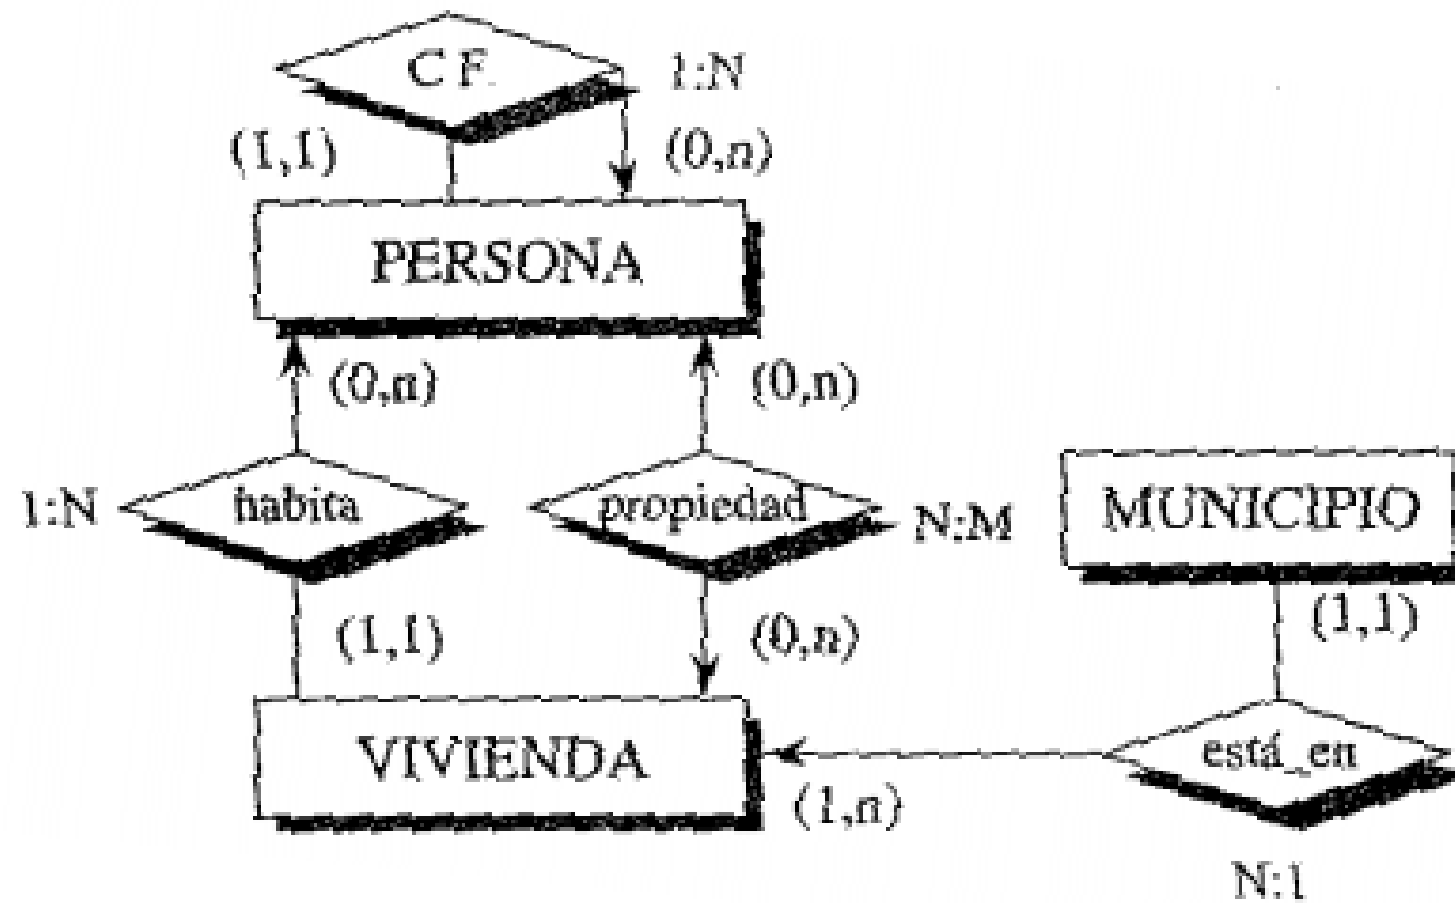 C F.
1:N
(1,1)
(0,n)
PERSONA
(0,n)
(0,n)
1:N
habita
propiedad
N:M
MUNICIPIO
(1,1)
(1,1)
(0,n)
VIVIENDA
está_en
(1,n)
N:1